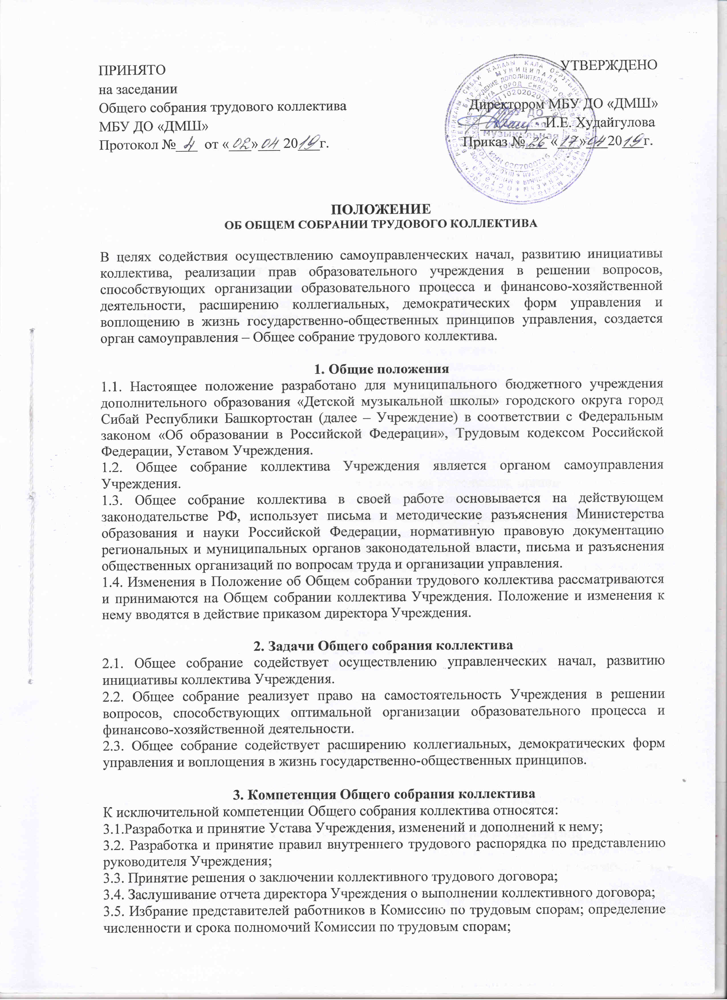 ПРИНЯТО
на заседании
Общего собрания трудового коллектива
МБУ ДО «ДМШ»
Протокол № 4 от «02» 04 2019г.
УТВЕРЖДЕНО
Директором МБУ ДО «ДМШ»
И.Е. Худайгулова
Приказ № 26 «17» 04 2019г.
МБУ ДО
музыкальная
школа
ПОЛОЖЕНИЕ
ОБ ОБЩЕМ СОБРАНИИ ТРУДОВОГО КОЛЛЕКТИВА
В целях содействия осуществлению самоуправленческих начал, развитию инициативы
коллектива, реализации прав образовательного учреждения в решении вопросов,
способствующих организации образовательного процесса и финансово-хозяйственной
деятельности, расширению коллегиальных, демократических форм управления и
воплощению в жизнь государственно-общественных принципов управления, создается
орган самоуправления – Общее собрание трудового коллектива.
1. Общие положения
1.1. Настоящее положение разработано для муниципального бюджетного учреждения
дополнительного образования «Детской музыкальной школы» городского округа город
Сибай Республики Башкортостан (далее – Учреждение) в соответствии с Федеральным
законом «Об образовании в Российской Федерации», Трудовым кодексом Российской
Федерации, Уставом Учреждения.
1.2. Общее собрание коллектива Учреждения является органом самоуправления
Учреждения.
1.3. Общее собрание коллектива в своей работе основывается на действующем
законодательстве РФ, использует письма и методические разъяснения Министерства
образования и науки Российской Федерации, нормативную правовую документацию
региональных и муниципальных органов законодательной власти, письма и разъяснения
общественных организаций по вопросам труда и организации управления.
1.4. Изменения в Положение об Общем собрании трудового коллектива рассматриваются
и принимаются на Общем собрании коллектива Учреждения. Положение и изменения к
нему вводятся в действие приказом директора Учреждения.
2. Задачи Общего собрания коллектива
2.1. Общее собрание содействует осуществлению управленческих начал, развитию
инициативы коллектива Учреждения.
2.2. Общее собрание реализует право на самостоятельность Учреждения в решении
вопросов, способствующих оптимальной организации образовательного процесса и
финансово-хозяйственной деятельности.
2.3. Общее собрание содействует расширению коллегиальных, демократических форм
управления и воплощения в жизнь государственно-общественных принципов.
3. Компетенция Общего собрания коллектива
К исключительной компетенции Общего собрания коллектива относятся:
3.1.Разработка и принятие Устава Учреждения, изменений и дополнений к нему;
3.2. Разработка и принятие правил внутреннего трудового распорядка по представлению
руководителя Учреждения;
3.3. Принятие решения о заключении коллективного трудового договора;
3.4. Заслушивание отчета директора Учреждения о выполнении коллективного договора;
3.5. Избрание представителей работников в Комиссию по трудовым спорам; определение
численности и срока полномочий Комиссии по трудовым спорам;